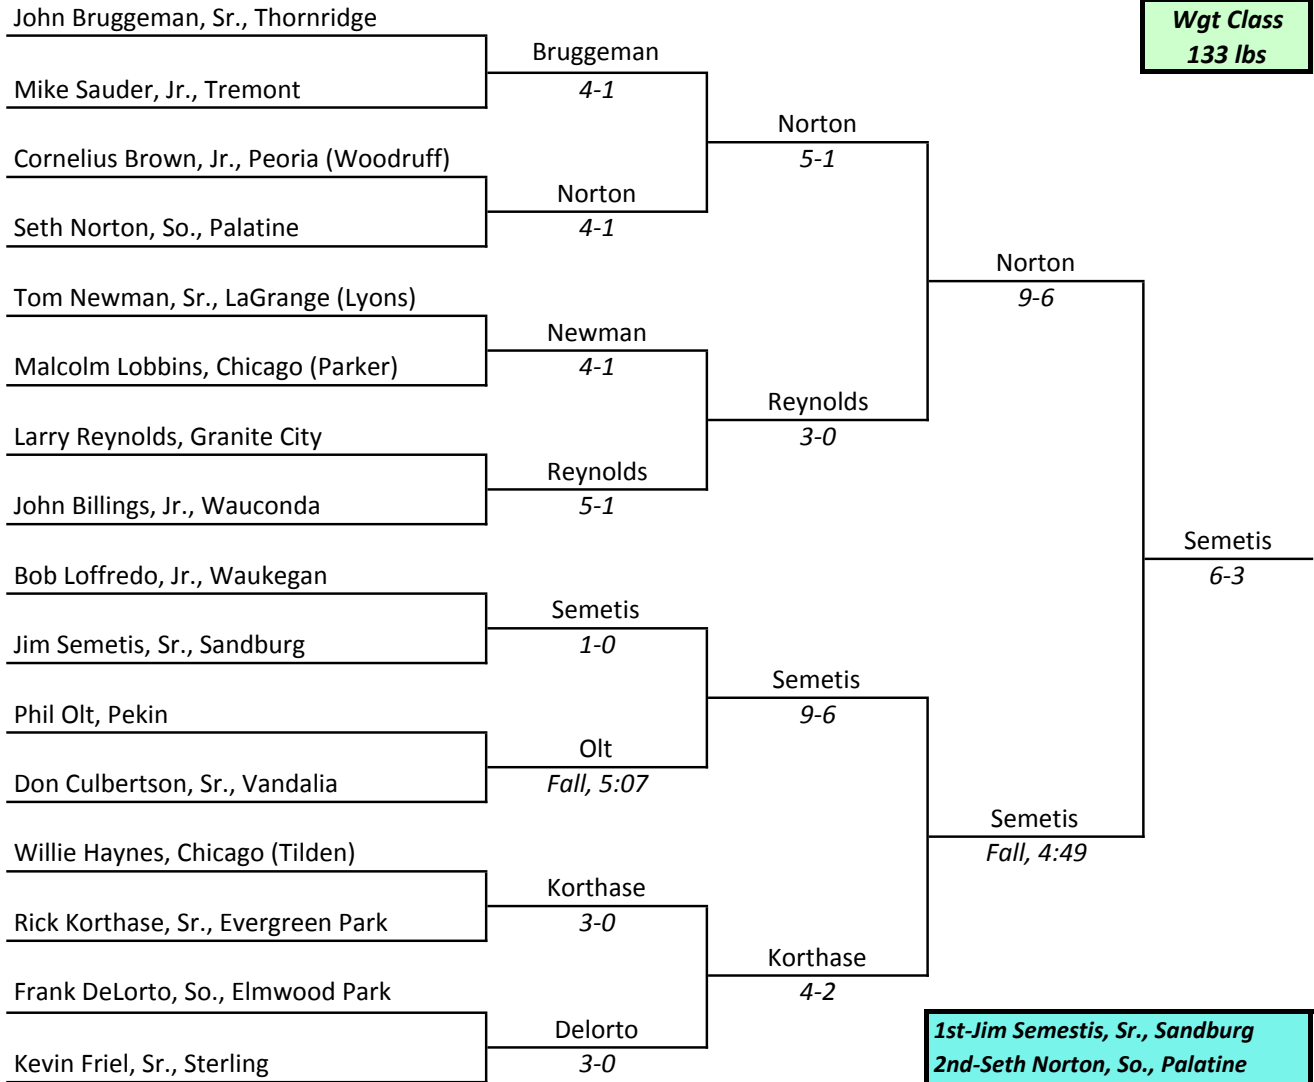 John Bruggeman, Sr., Thornridge
Wgt Class
133 lbs
Bruggeman
4-1
Mike Sauder, Jr., Tremont
Norton
5-1
Cornelius Brown, Jr., Peoria (Woodruff)
Norton
4-1
Seth Norton, So., Palatine
Norton
9-6
Tom Newman, Sr., LaGrange (Lyons)
Newman
4-1
Malcolm Lobbins, Chicago (Parker)
Reynolds
3-0
Larry Reynolds, Granite City
Reynolds
5-1
John Billings, Jr., Wauconda
Semetis
6-3
Bob Loffredo, Jr., Waukegan
Semetis
1-0
Jim Semetis, Sr., Sandburg
Semetis
9-6
Phil Olt, Pekin
Olt
Fall, 5:07
Don Culbertson, Sr., Vandalia
Semetis
Fall, 4:49
Willie Haynes, Chicago (Tilden)
Korthase
3-0
Rick Korthase, Sr., Evergreen Park
Korthase
4-2
Frank DeLorto, So., Elmwood Park
Delorto
3-0
Kevin Friel, Sr., Sterling
1st-Jim Semestis, Sr., Sandburg
2nd-Seth Norton, So., Palatine